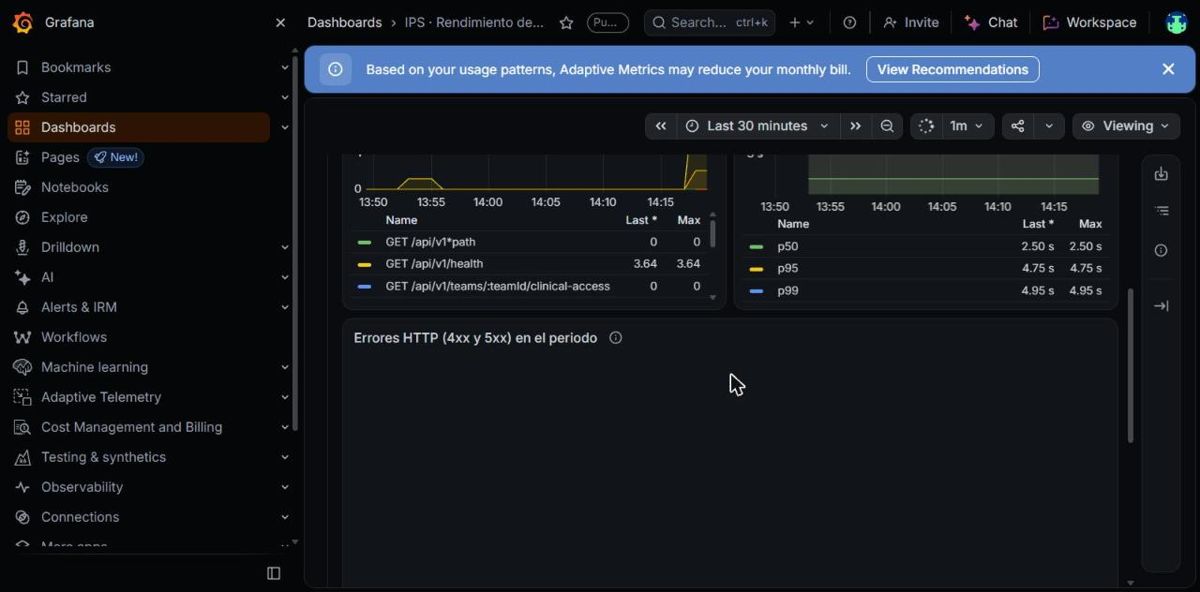 Grafana
Dashboards › IPS · Rendimiento de...
Pu...
Search... ctrl+k
Invite
Chat
Workspace
Bookmarks
Starred
Dashboards
Pages New!
Notebooks
Explore
Drilldown
AI
Alerts & IRM
Workflows
Machine learning
Adaptive Telemetry
Cost Management and Billing
Testing & synthetics
Observability
Connections
More apps
Based on your usage patterns, Adaptive Metrics may reduce your monthly bill. View Recommendations
Last 30 minutes
1m
Viewing
0
13:50 13:55 14:00 14:05 14:10 14:15
Name Last * Max
GET /api/v1*path 0 0
GET /api/v1/health 3.64 3.64
GET /api/v1/teams/:teamId/clinical-access 0 0
13:50 13:55 14:00 14:05 14:10 14:15
Name Last * Max
p50 2.50 s 2.50 s
p95 4.75 s 4.75 s
p99 4.95 s 4.95 s
Errores HTTP (4xx y 5xx) en el periodo